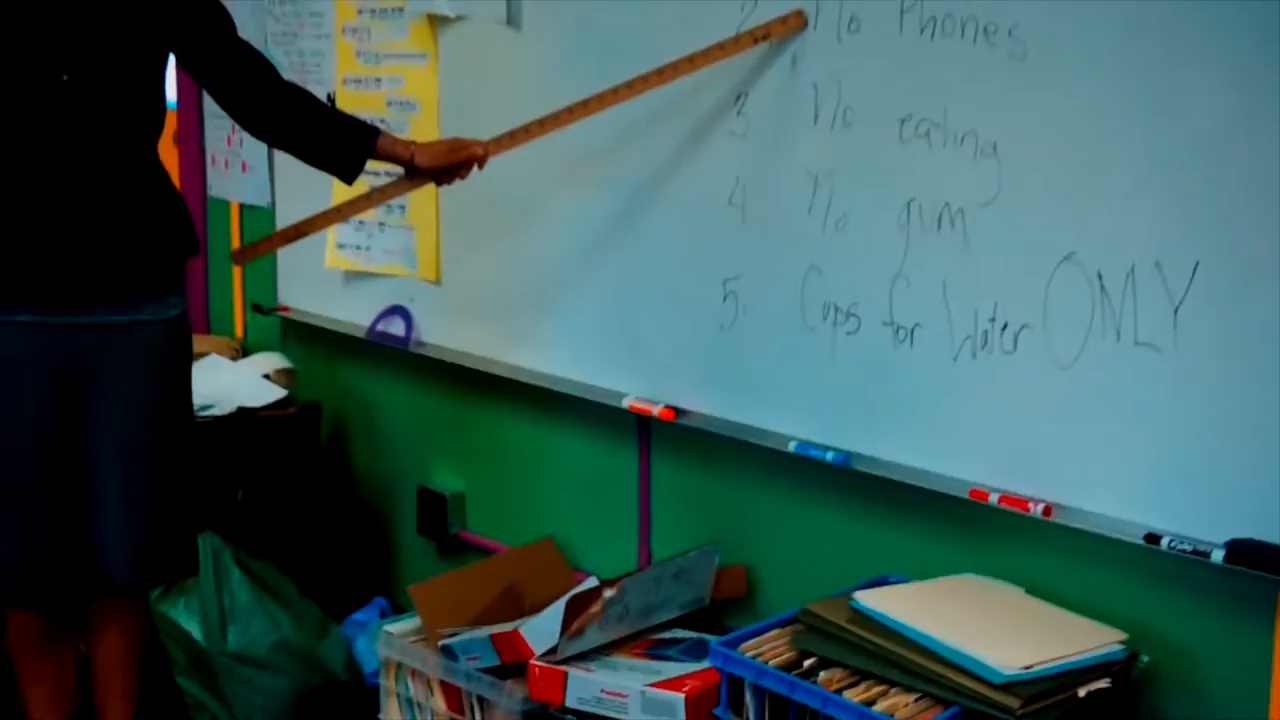 2 No Phones
3 No eating
4 No gum
5. Cups for Water ONLY